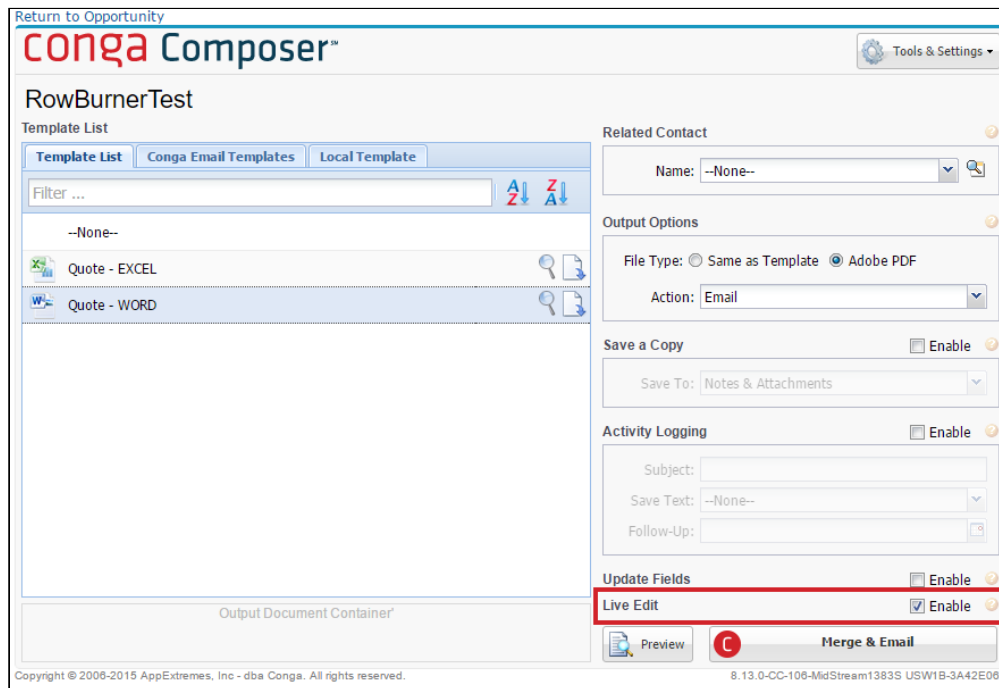 Return to Opportunity
conga Composer℠
Tools & Settings
RowBurnerTest
Template List
Template List
Conga Email Templates
Local Template
Filter ...
A
Z
Z
A
--None--
Quote - EXCEL
Quote - WORD
Output Document Container'
Related Contact
Name: --None--
Output Options
File Type: Same as Template Adobe PDF
Action: Email
Save a Copy Enable
Save To: Notes & Attachments
Activity Logging Enable
Subject:
Save Text: --None--
Follow-Up:
Update Fields Enable
Live Edit Enable
Preview
C Merge & Email
Copyright © 2006-2015 AppExtremes, Inc - dba Conga. All rights reserved.
8.13.0-CC-106-MidStream1383S USW1B-3A42E06